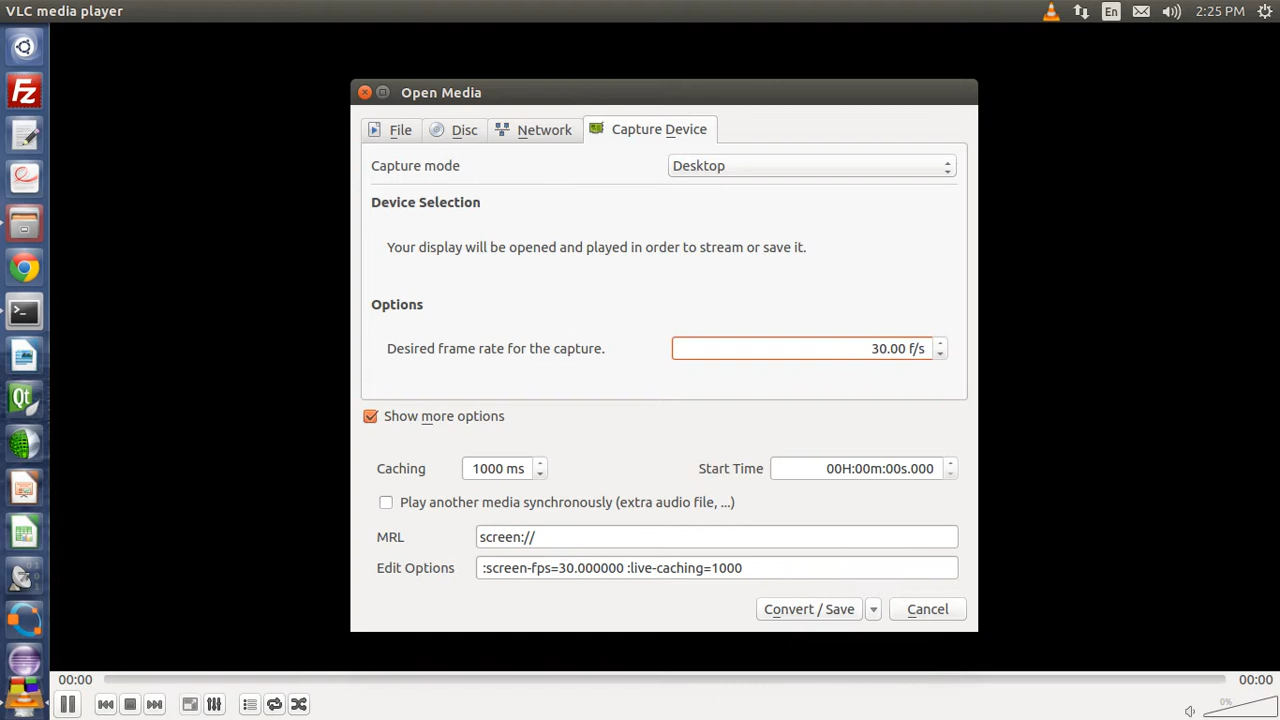 VLC media player
En
2:25 PM
Open Media
File
Disc
Network
Capture Device
Capture mode
Desktop
Device Selection
Your display will be opened and played in order to stream or save it.
Options
Desired frame rate for the capture.
30.00 f/s
Show more options
Caching
1000 ms
Start Time
00H:00m:00s.000
Play another media synchronously (extra audio file, ...)
MRL
screen://
Edit Options
:screen-fps=30.000000 :live-caching=1000
Convert / Save
Cancel
00:00
00:00
0%
Fz
Qt